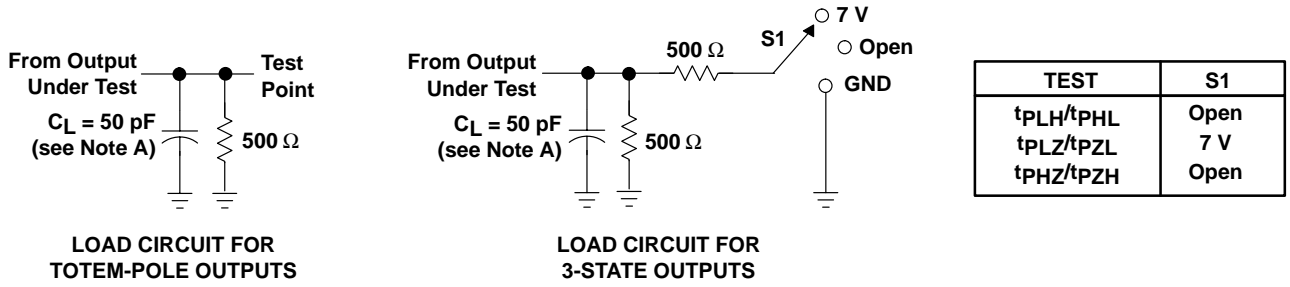 From Output
Under Test
Test
Point
C_L = 50 pF
(see Note A)
500 Ω
LOAD CIRCUIT FOR
TOTEM-POLE OUTPUTS
From Output
Under Test
C_L = 50 pF
(see Note A)
500 Ω
500 Ω
S1
7 V
Open
GND
LOAD CIRCUIT FOR
3-STATE OUTPUTS
TEST S1
tPLH/tPHL Open
tPLZ/tPZL 7 V
tPHZ/tPZH Open